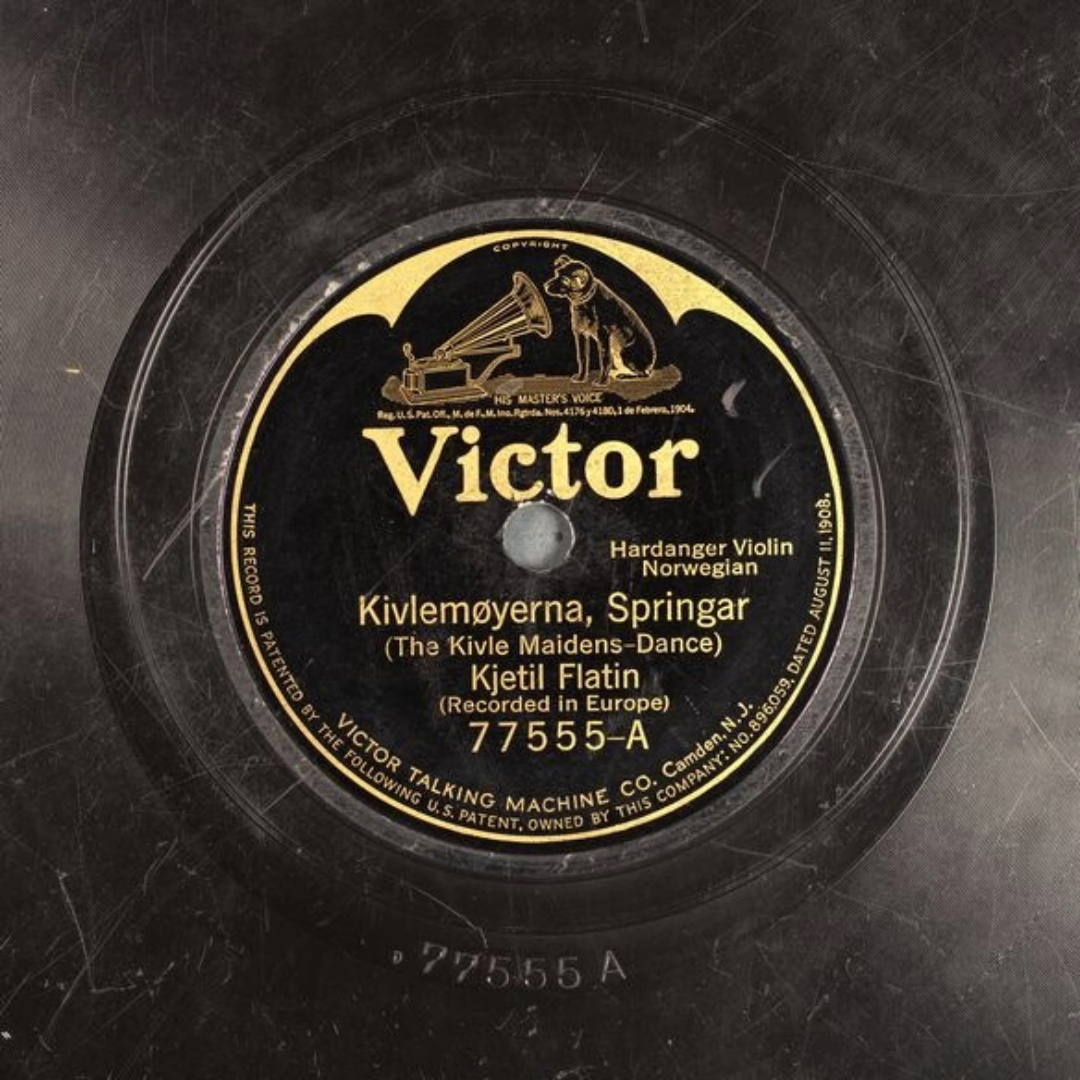 COPYRIGHT
HIS MASTER'S VOICE
Reg. U.S. Pat. Off., M. de F., M. Ino. Rgtrda. Nos. 4176 y 4180, 1 de Febrero, 1904.
Victor
Hardanger Violin
Norwegian
Kivlemøyerna, Springar
(The Kivle Maidens-Dance)
Kjetil Flatin
(Recorded in Europe)
77555-A
VICTOR TALKING MACHINE CO. Camden, N.J.
THIS RECORD IS PATENTED BY THE FOLLOWING U.S. PATENT, OWNED BY THIS COMPANY: NO. 896059, DATED AUGUST 11, 1908.
D 77555 A